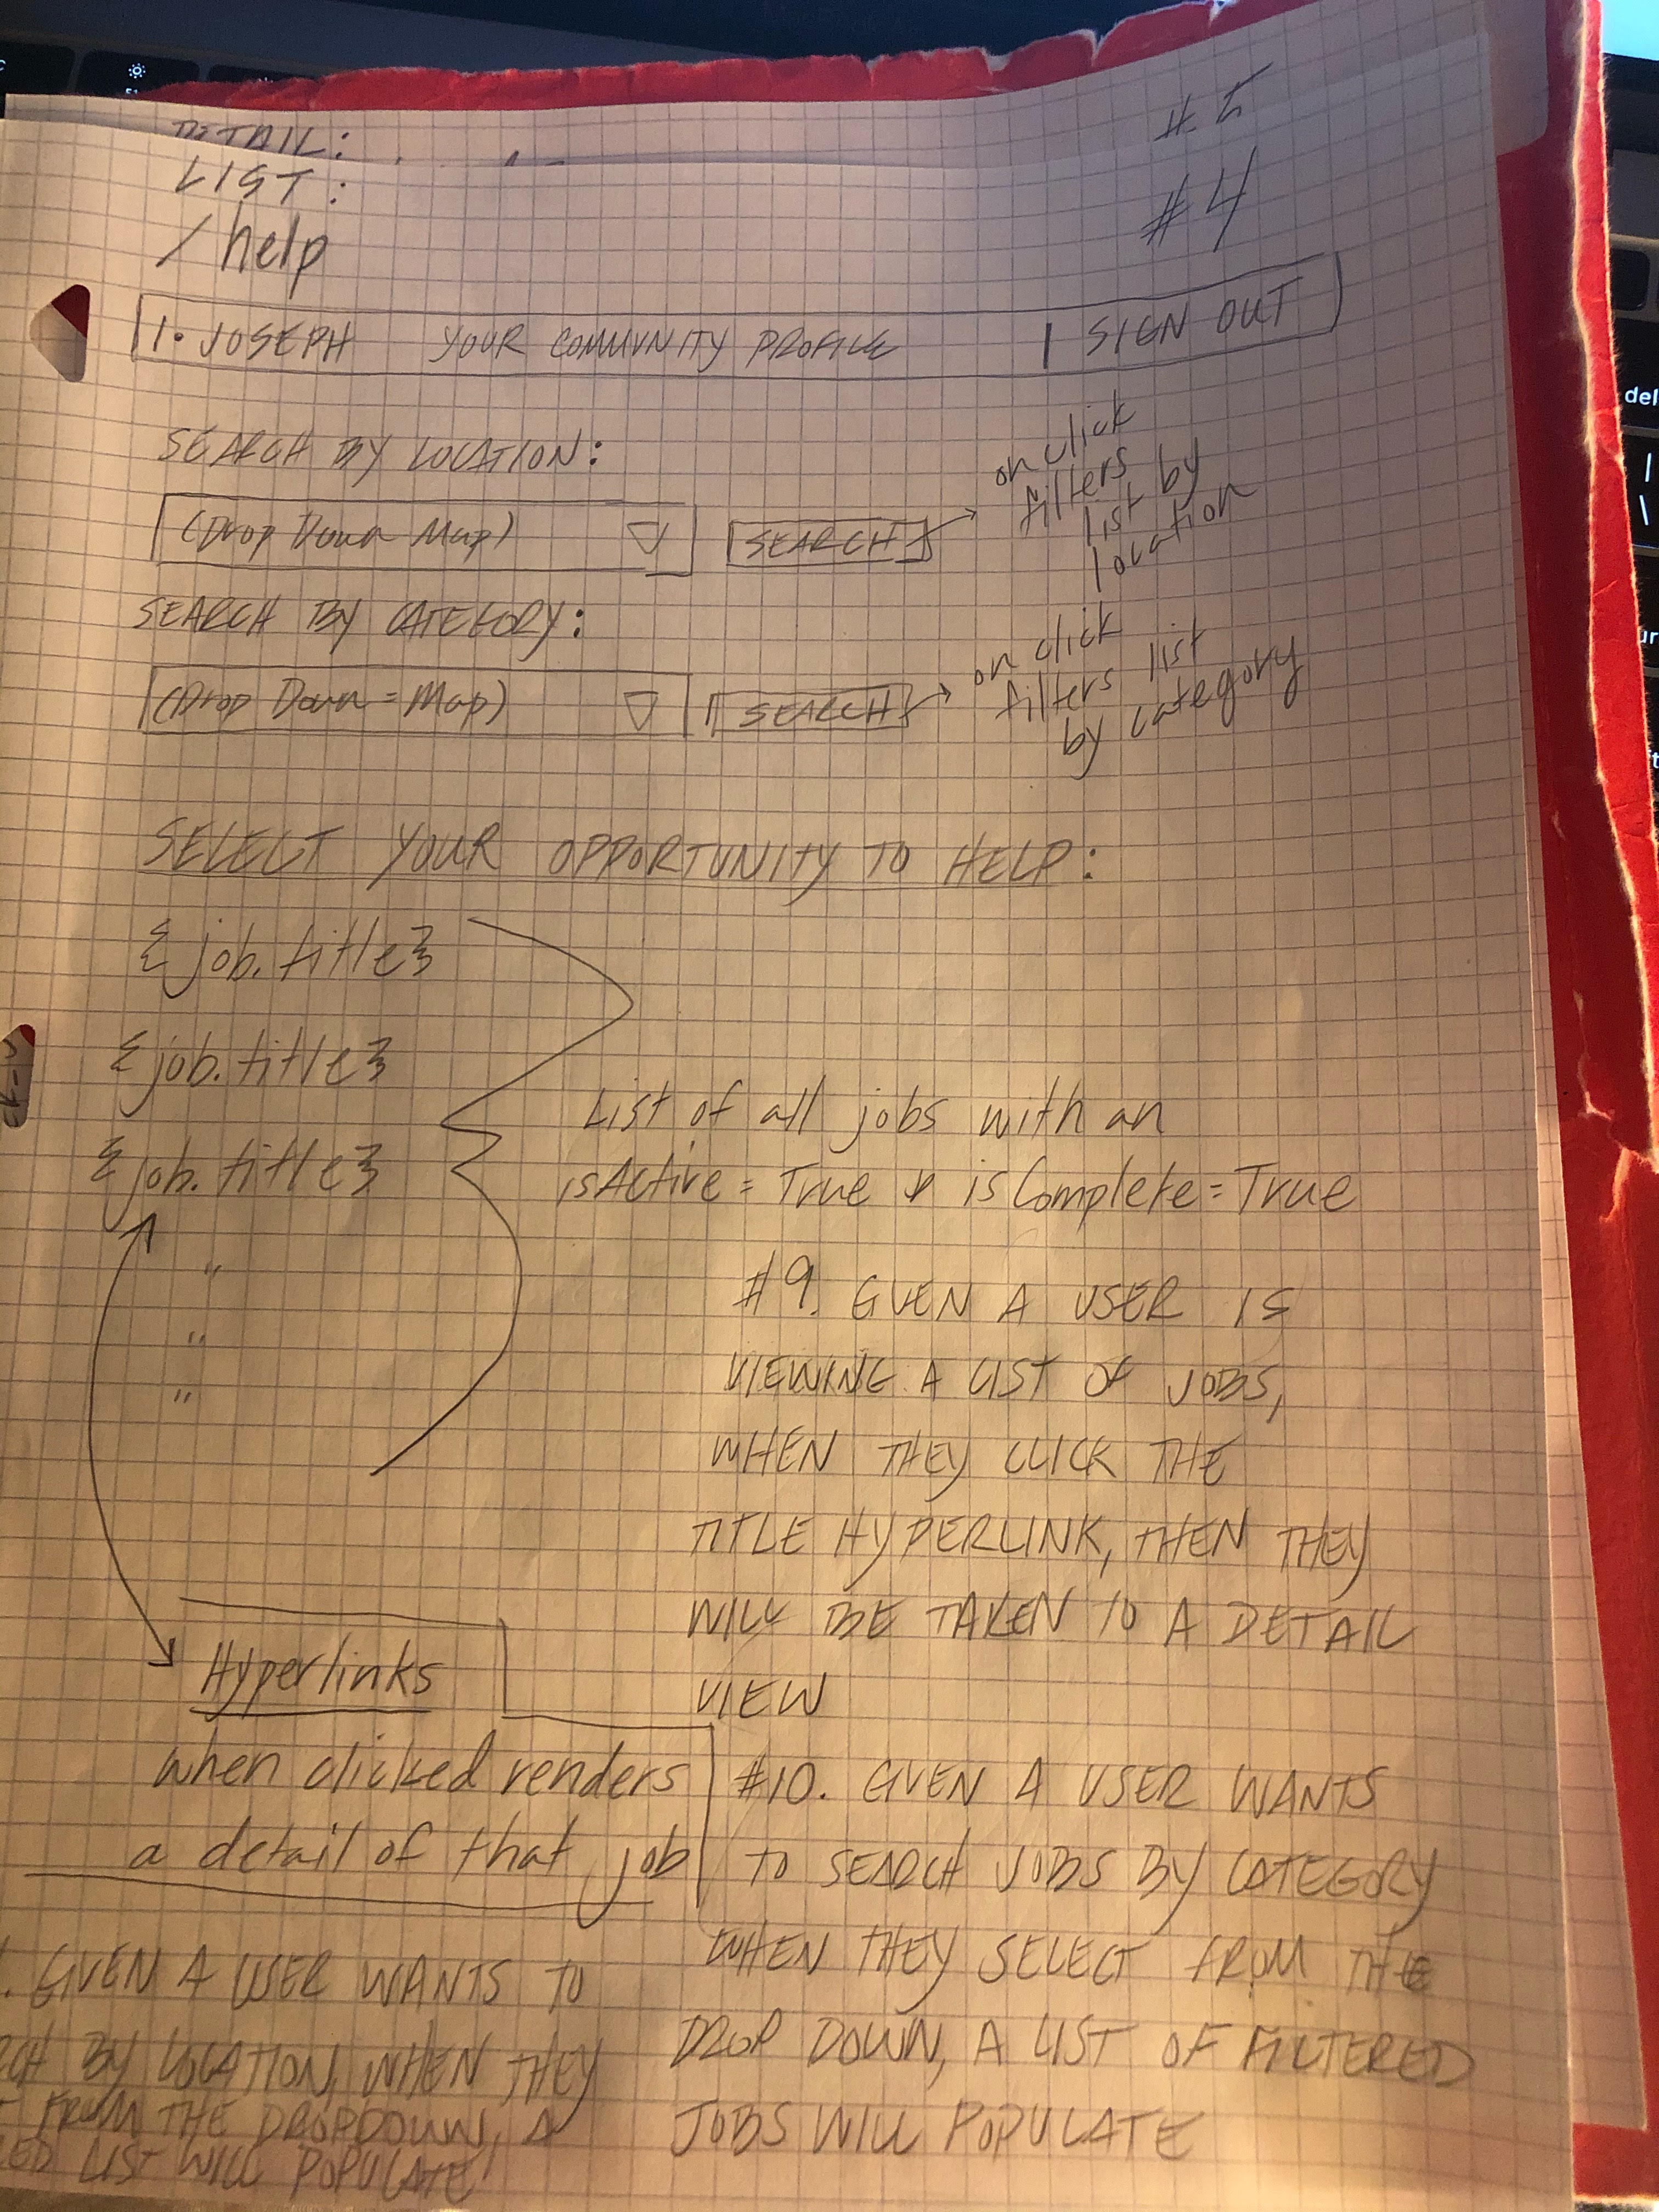 DETAIL:
# 5
LIST:
# 4
/help
1. JOSEPH YOUR COMMUNITY PROFILE | SIGN OUT
SEARCH BY LOCATION:
(Drop Down Map) SEARCH
on click
filters
list by
location
SEARCH BY CATEGORY:
(Drop Down = Map) SEARCH
on click
filters list
by category
SELECT YOUR OPPORTUNITY TO HELP:
{job.title}
{job.title}
{job.title}
"
"
"
List of all jobs with an
isActive = True & isComplete = True
#9. GIVEN A USER IS
VIEWING A LIST OF JOBS,
WHEN THEY CLICK THE
TITLE HYPERLINK, THEN THEY
WILL BE TAKEN TO A DETAIL
VIEW
Hyperlinks
when clicked renders
a detail of that job
#10. GIVEN A USER WANTS
TO SEARCH JOBS BY CATEGORY
WHEN THEY SELECT FROM THE
DROP DOWN, A LIST OF FILTERED
JOBS WILL POPULATE
. GIVEN A USER WANTS TO
RCH BY LOCATION, WHEN THEY
FROM THE DROPDOWN, A
ED LIST WILL POPULATE
del